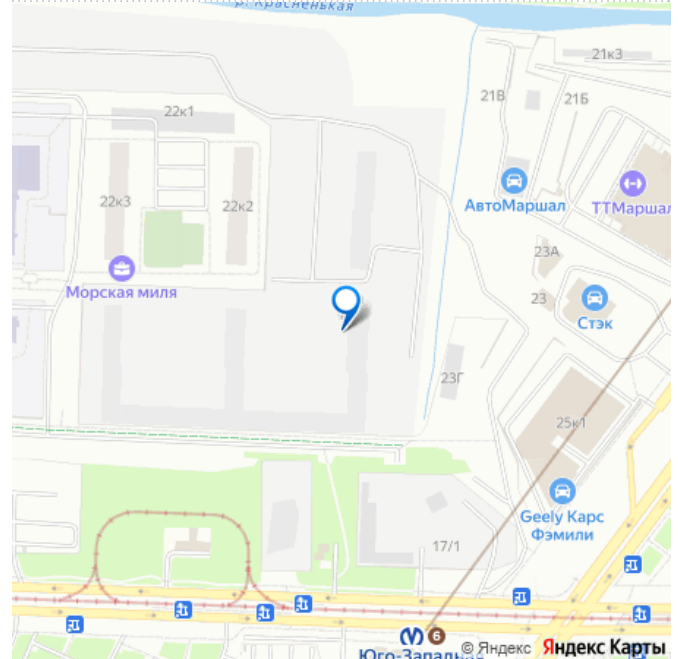 р. Красненькая
21к3
21В
21Б
22к1
АвтоМаршал
ТТМаршал
22к3
22к2
23А
Морская миля
23
Стэк
23Г
25к1
Geely Карс
Фэмили
17/1
6
Юго-Западная
© Яндекс Яндекс Карты